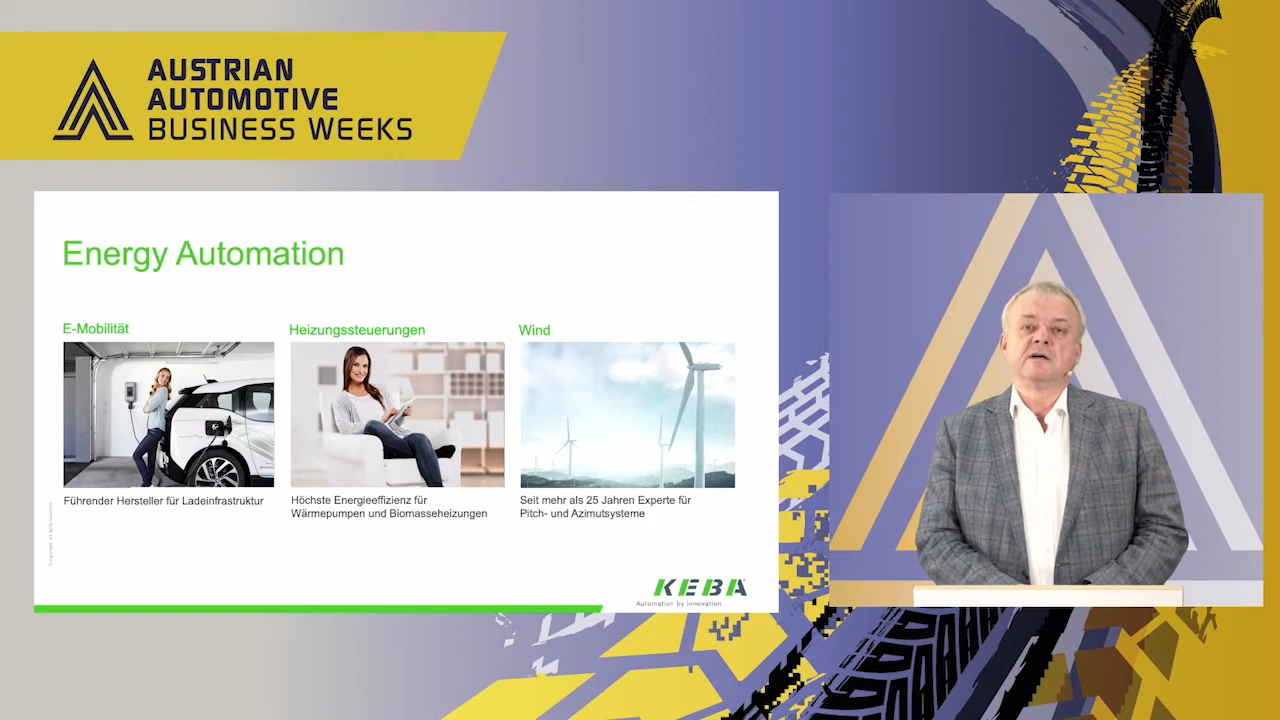 AUSTRIAN
AUTOMOTIVE
BUSINESS WEEKS
Energy Automation
E-Mobilität
Heizungssteuerungen
Wind
Führender Hersteller für Ladeinfrastruktur
Höchste Energieeffizienz für
Wärmepumpen und Biomasseheizungen
Seit mehr als 25 Jahren Experte für
Pitch- und Azimutsysteme
KEBA
Automation by innovation.